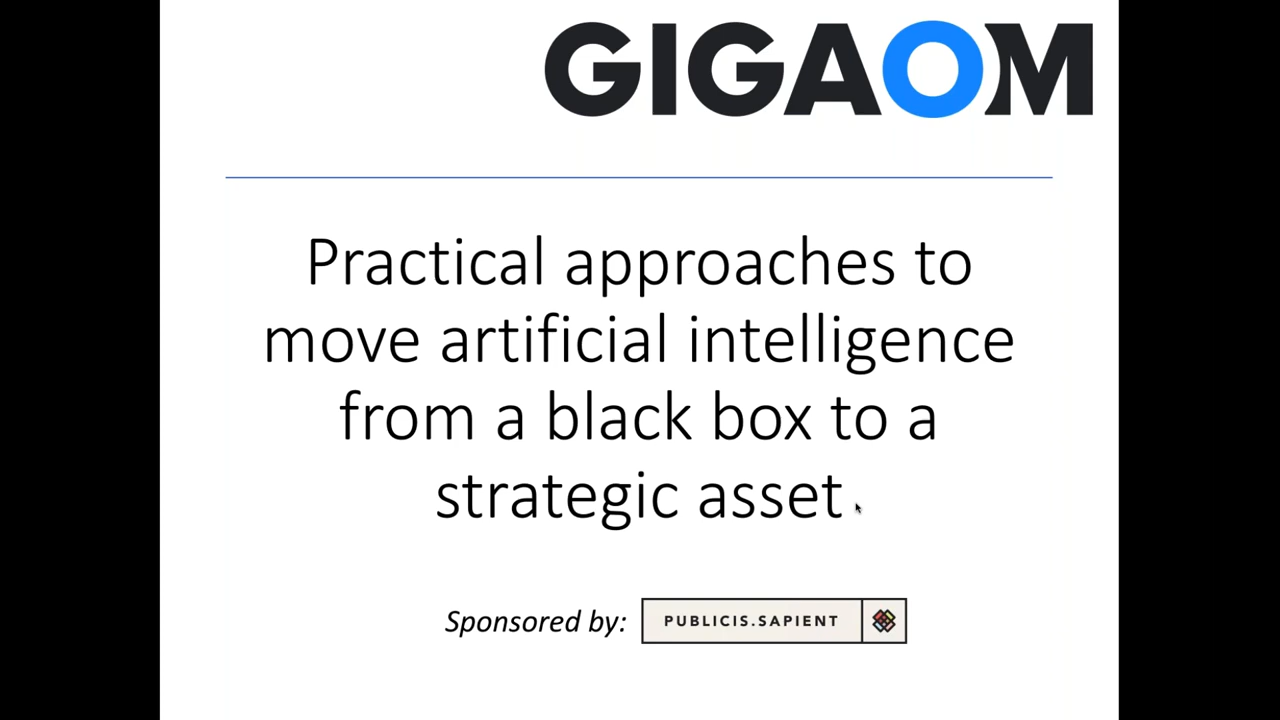 GIGAOM
Practical approaches to
move artificial intelligence
from a black box to a
strategic asset
Sponsored by: PUBLICIS.SAPIENT